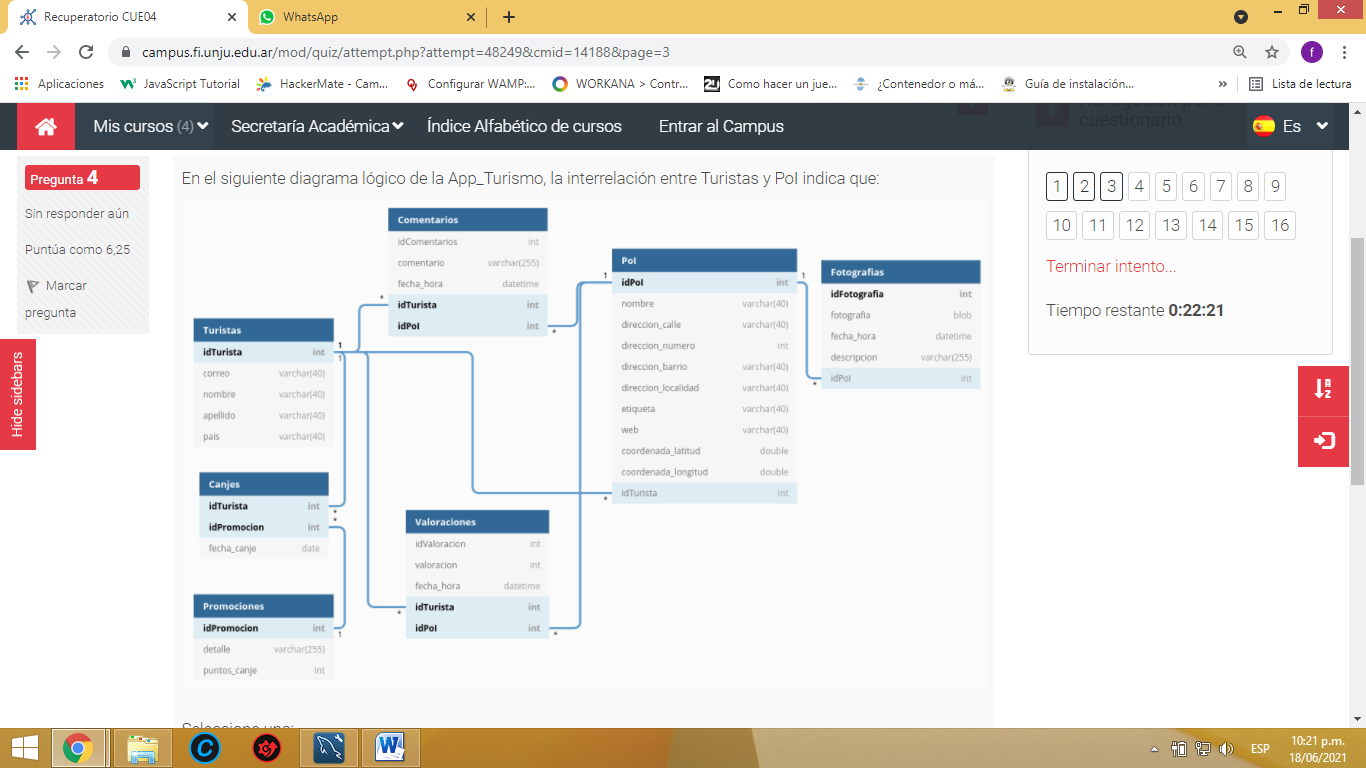 Recuperatorio CUE04
WhatsApp
campus.fi.unju.edu.ar/mod/quiz/attempt.php?attempt=48249&cmid=14188&page=3
f
Aplicaciones
JavaScript Tutorial
HackerMate - Cam...
Configurar WAMP:...
WORKANA > Contr...
Como hacer un jue...
¿Contenedor o má...
Guía de instalación...
»
Lista de lectura
Mis cursos (4)
Secretaría Académica
Índice Alfabético de cursos
Entrar al Campus
cuestionario
Es
Pregunta 4
Sin responder aún
Puntúa como 6,25
Marcar
pregunta
Hide sidebars
En el siguiente diagrama lógico de la App_Turismo, la interrelación entre Turistas y PoI indica que:
Comentarios
idComentarios int
comentario varchar(255)
fecha_hora datetime
* idTurista int
idPoI int *
Turistas
idTurista int 1
1
correo varchar(40)
nombre varchar(40)
apellido varchar(40)
pais varchar(40)
Canjes
idTurista int *
idPromocion int *
fecha_canje date
Promociones
idPromocion int 1
detalle varchar(255)
puntos_canje int
Valoraciones
idValoracion int
valoracion int
fecha_hora datetime
* idTurista int
idPoI int *
PoI
1 idPoI int 1
nombre varchar(40)
direccion_calle varchar(40)
direccion_numero int
direccion_barrio varchar(40)
direccion_localidad varchar(40)
etiqueta varchar(40)
web varchar(40)
coordenada_latitud double
coordenada_longitud double
* idTurista int
Fotografias
idFotografia int
fotografia blob
fecha_hora datetime
descripcion varchar(255)
* idPoI int
1 2 3 4 5 6 7 8 9
10 11 12 13 14 15 16
Terminar intento...
Tiempo restante 0:22:21
Seleccione una:
ESP
10:21 p.m.
18/06/2021